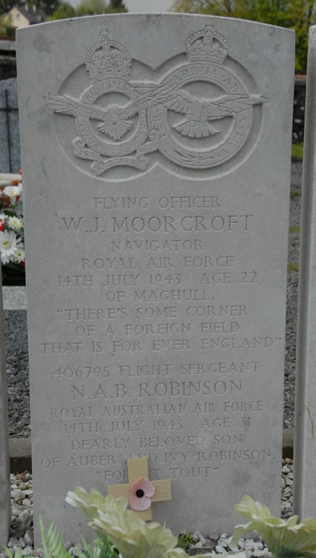 FLYING OFFICER
W.J. MOORCROFT
NAVIGATOR
ROYAL AIR FORCE
14TH JULY 1943 AGE 22
OF MAGHULL.
"THERE'S SOME CORNER
OF A FOREIGN FIELD
THAT IS FOR EVER ENGLAND"
406795 FLIGHT SERGEANT
N.A.B. ROBINSON
ROYAL AUSTRALIAN AIR FORCE
14TH JULY 1943 AGE 31
DEARLY BELOVED SON
OF AUBER AND IVY ROBINSON.
TOUT"